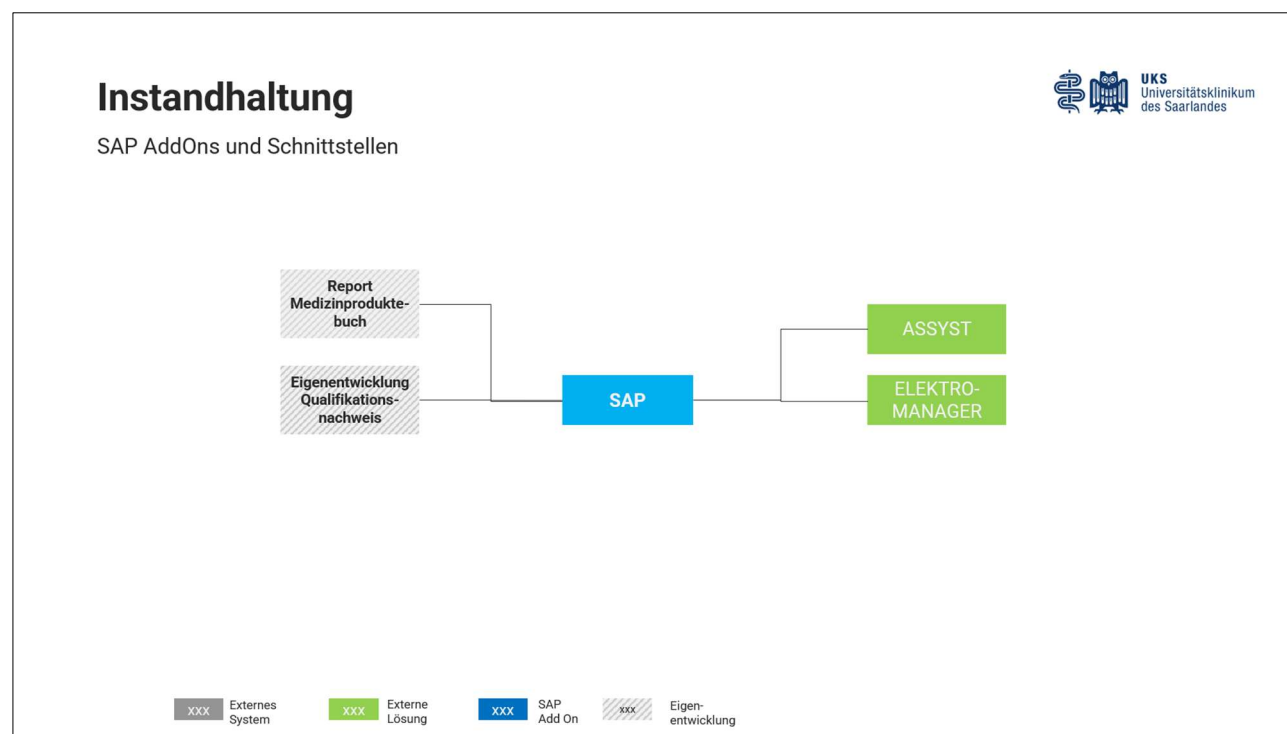 Instandhaltung
SAP AddOns und Schnittstellen
UKS
Universitätsklinikum
des Saarlandes
Report
Medizinprodukte-
buch
Eigenentwicklung
Qualifikations-
nachweis
SAP
ASSYST
ELEKTRO-
MANAGER
xxx
Externes
System
xxx
Externe
Lösung
xxx
SAP
Add On
xxx
Eigen-
entwicklung